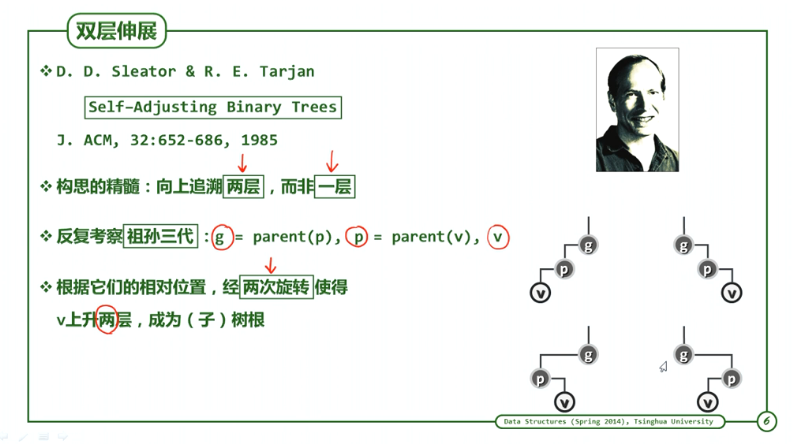 双层伸展
❖ D. D. Sleator & R. E. Tarjan
Self-Adjusting Binary Trees
J. ACM, 32:652-686, 1985
❖ 构思的精髓：向上追溯两层，而非一层
❖ 反复考察祖孙三代：g = parent(p), p = parent(v), v
❖ 根据它们的相对位置，经两次旋转使得
v上升两层，成为（子）树根
g
p
v
g
p
v
g
p
v
g
p
v
Data Structures (Spring 2014), Tsinghua University
6